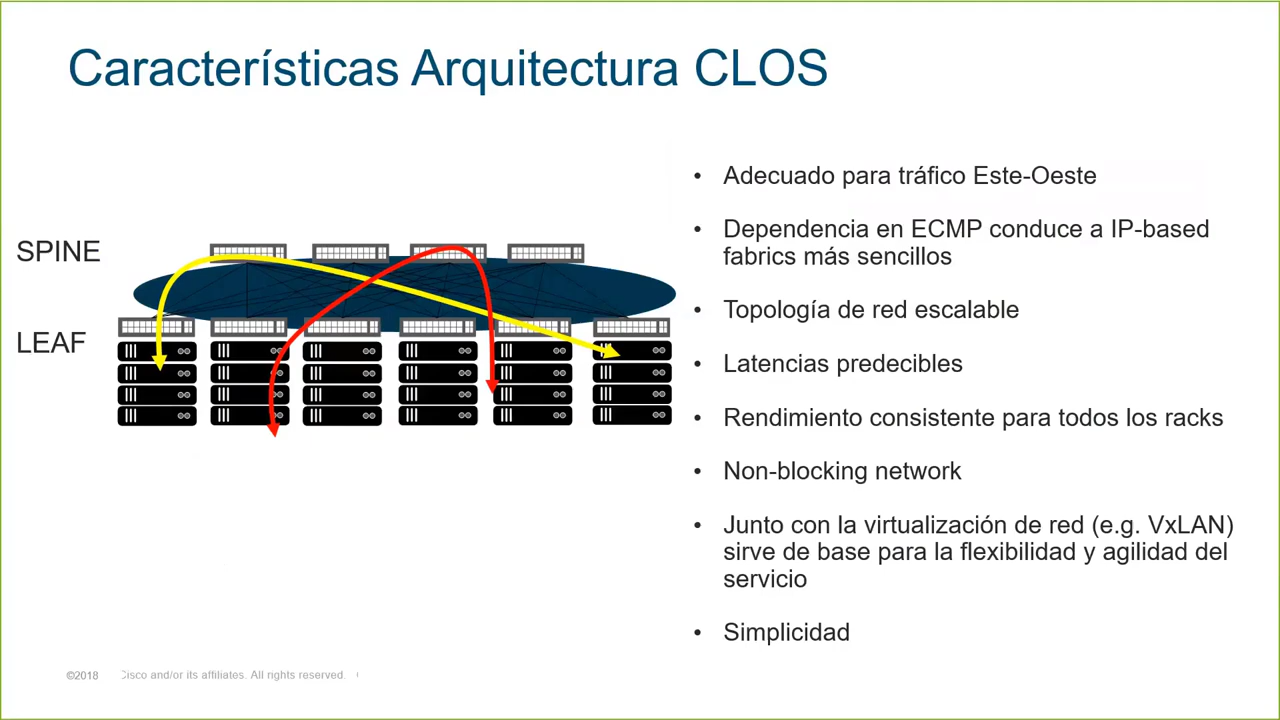 Características Arquitectura CLOS
SPINE
LEAF
• Adecuado para tráfico Este-Oeste
• Dependencia en ECMP conduce a IP-based
fabrics más sencillos
• Topología de red escalable
• Latencias predecibles
• Rendimiento consistente para todos los racks
• Non-blocking network
• Junto con la virtualización de red (e.g. VxLAN)
sirve de base para la flexibilidad y agilidad del
servicio
• Simplicidad
©2018 Cisco and/or its affiliates. All rights reserved.